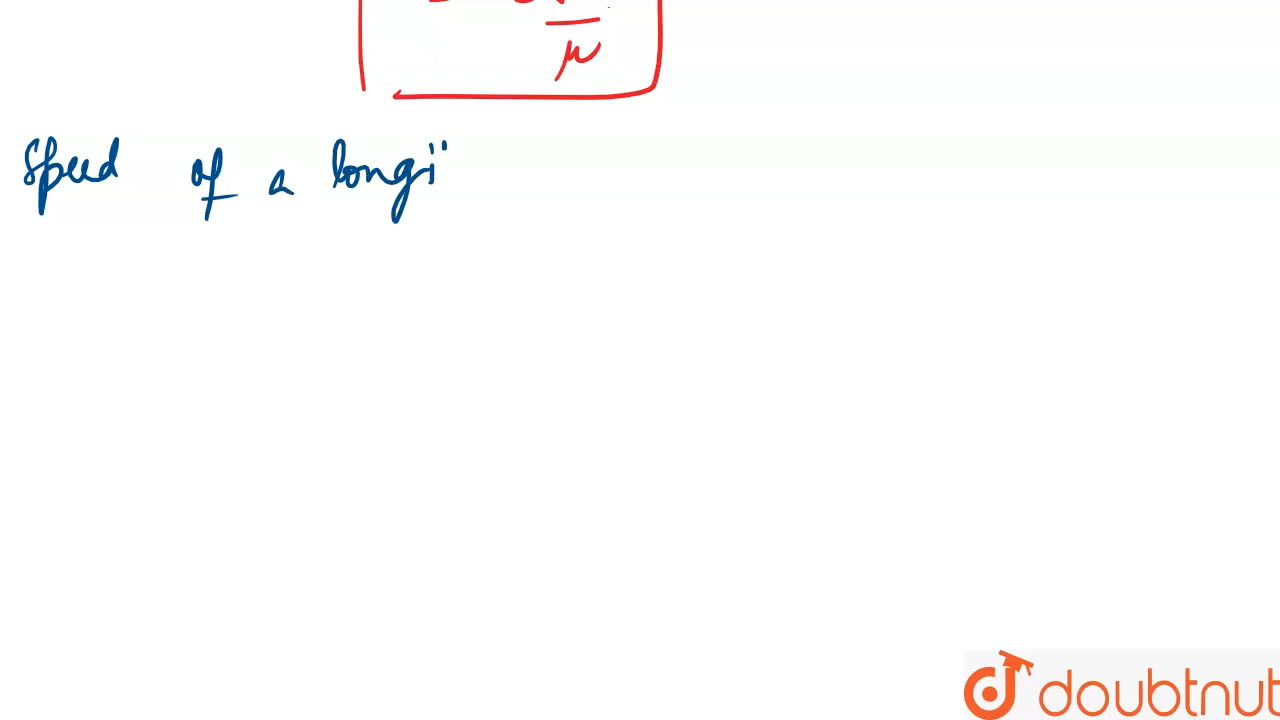 μ
Speed of a longi
doubtnut